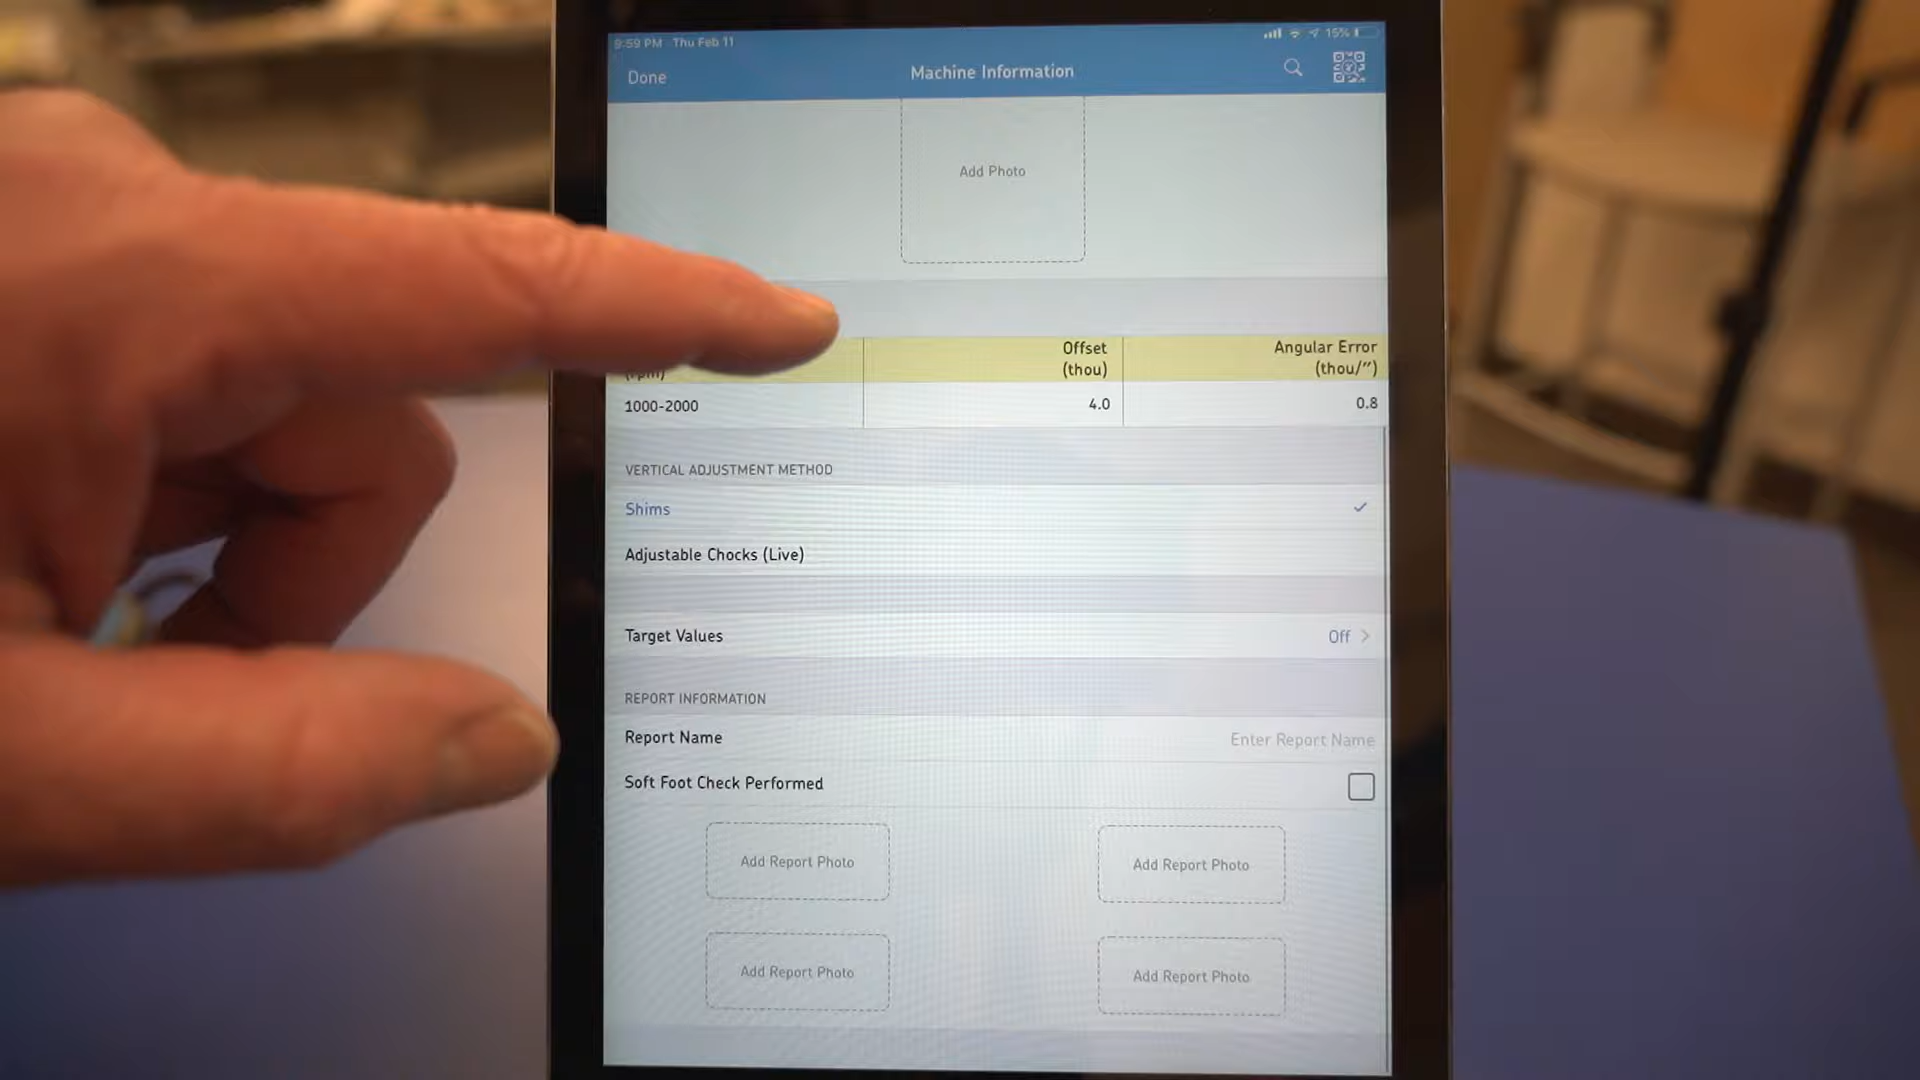 9:59 PM Thu Feb 11
15%
Done
Machine Information
Add Photo
(rpm)
Offset
(thou)
Angular Error
(thou/″)
1000-2000
4.0
0.8
VERTICAL ADJUSTMENT METHOD
Shims
Adjustable Chocks (Live)
Target Values
Off
REPORT INFORMATION
Report Name
Enter Report Name
Soft Foot Check Performed
Add Report Photo
Add Report Photo
Add Report Photo
Add Report Photo